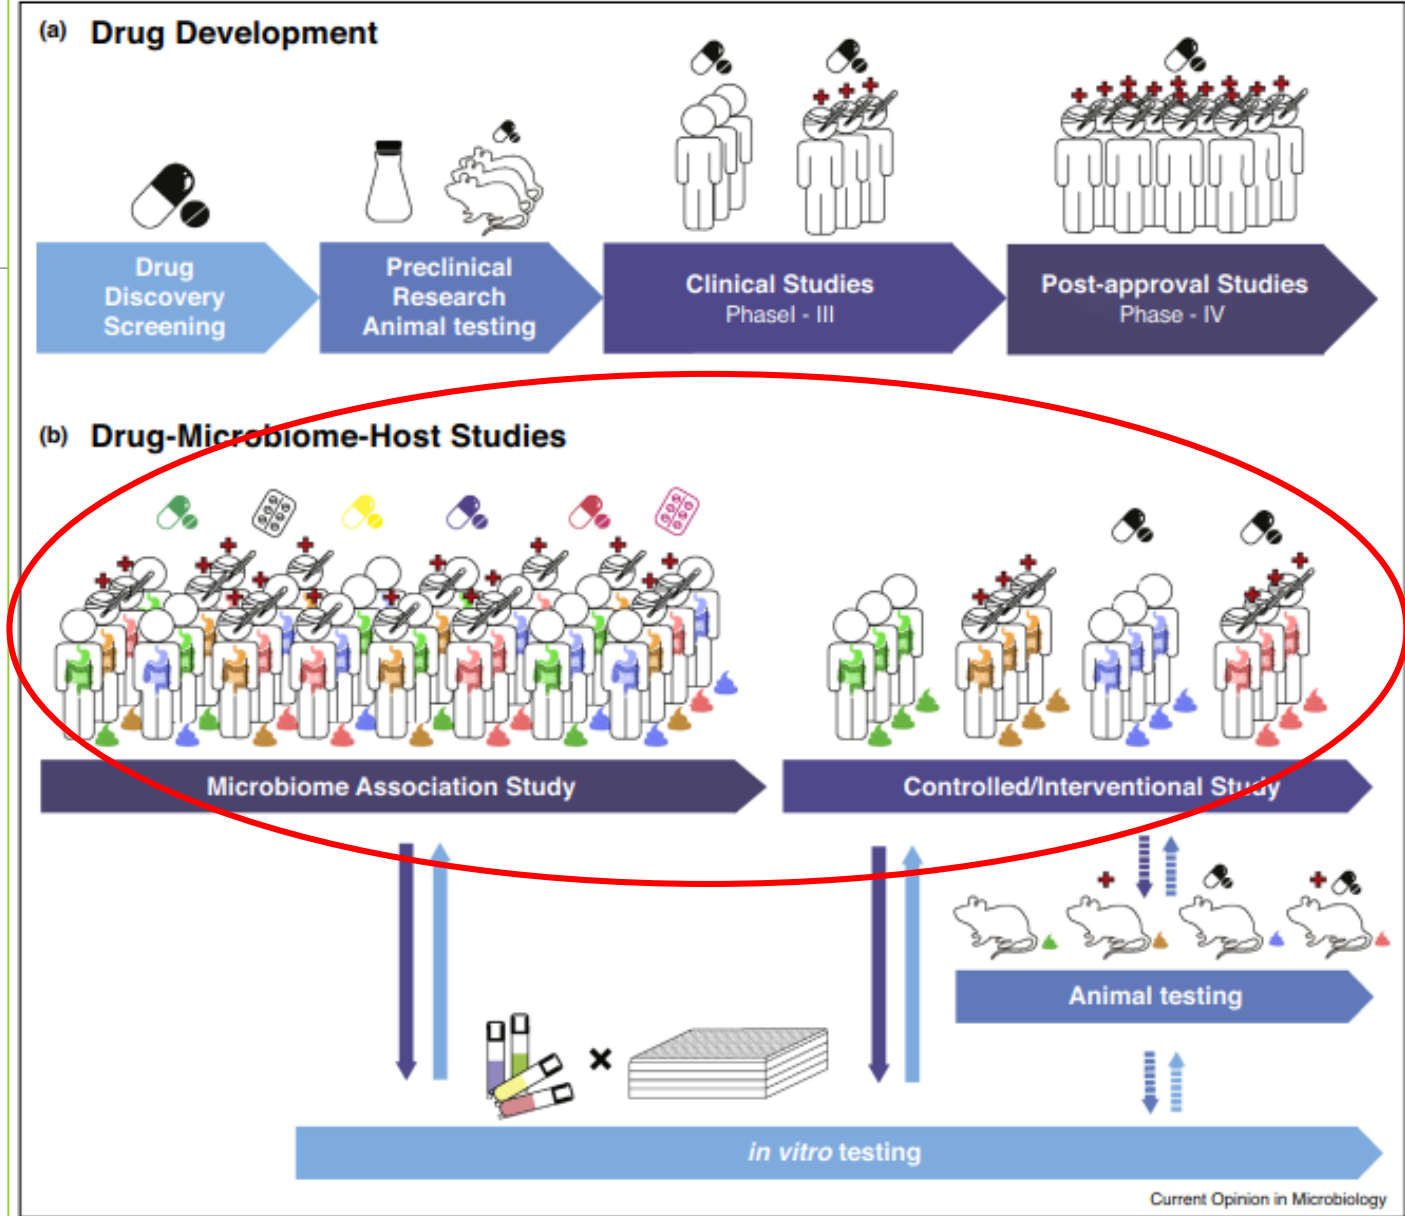 (a) Drug Development
Drug
Discovery
Screening
Preclinical
Research
Animal testing
Clinical Studies
PhaseI - III
Post-approval Studies
Phase - IV
(b) Drug-Microbiome-Host Studies
Microbiome Association Study
Controlled/Interventional Study
Animal testing
in vitro testing
Current Opinion in Microbiology